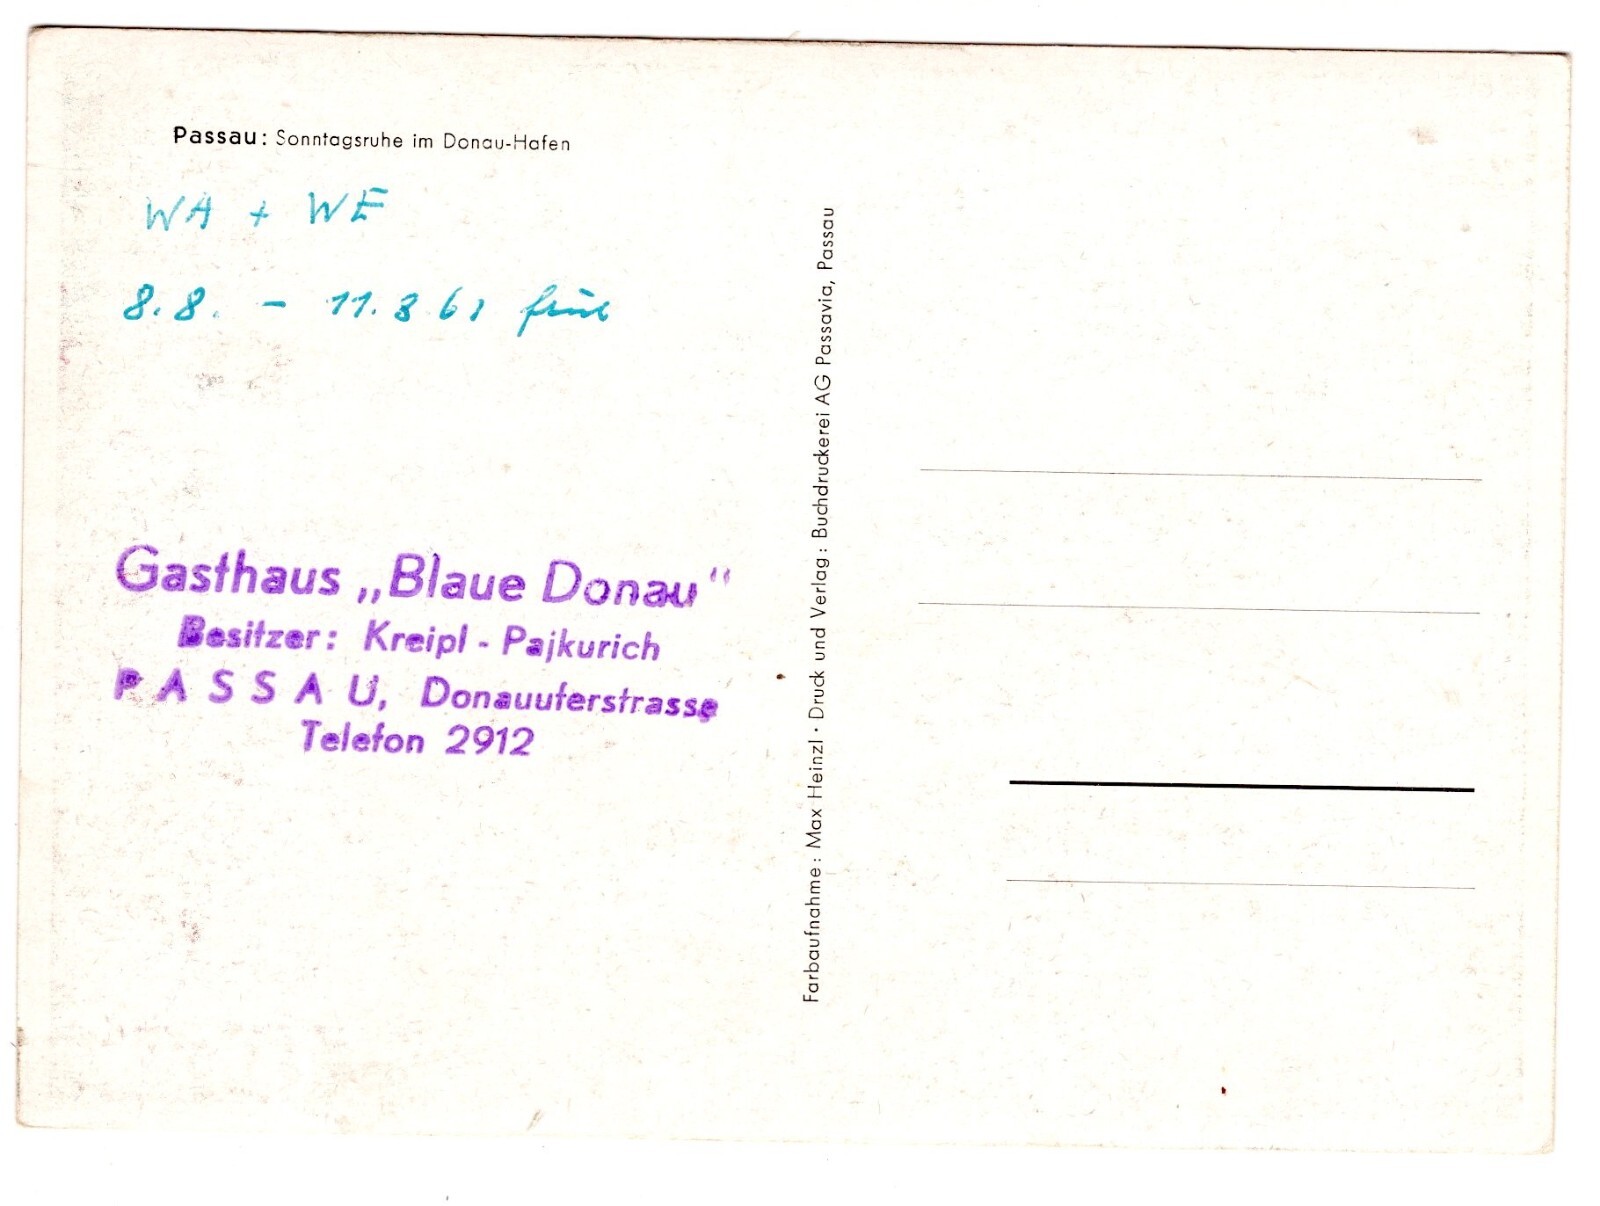 Passau: Sonntagsruhe im Donau-Hafen
WA + WE
8.8. - 11.8 61 früh
Gasthaus „Blaue Donau"
Besitzer: Kreipl - Pajkurich
PASSAU, Donauuferstrasse
Telefon 2912
Farbaufnahme: Max Heinzl · Druck und Verlag: Buchdruckerei AG Passavia, Passau